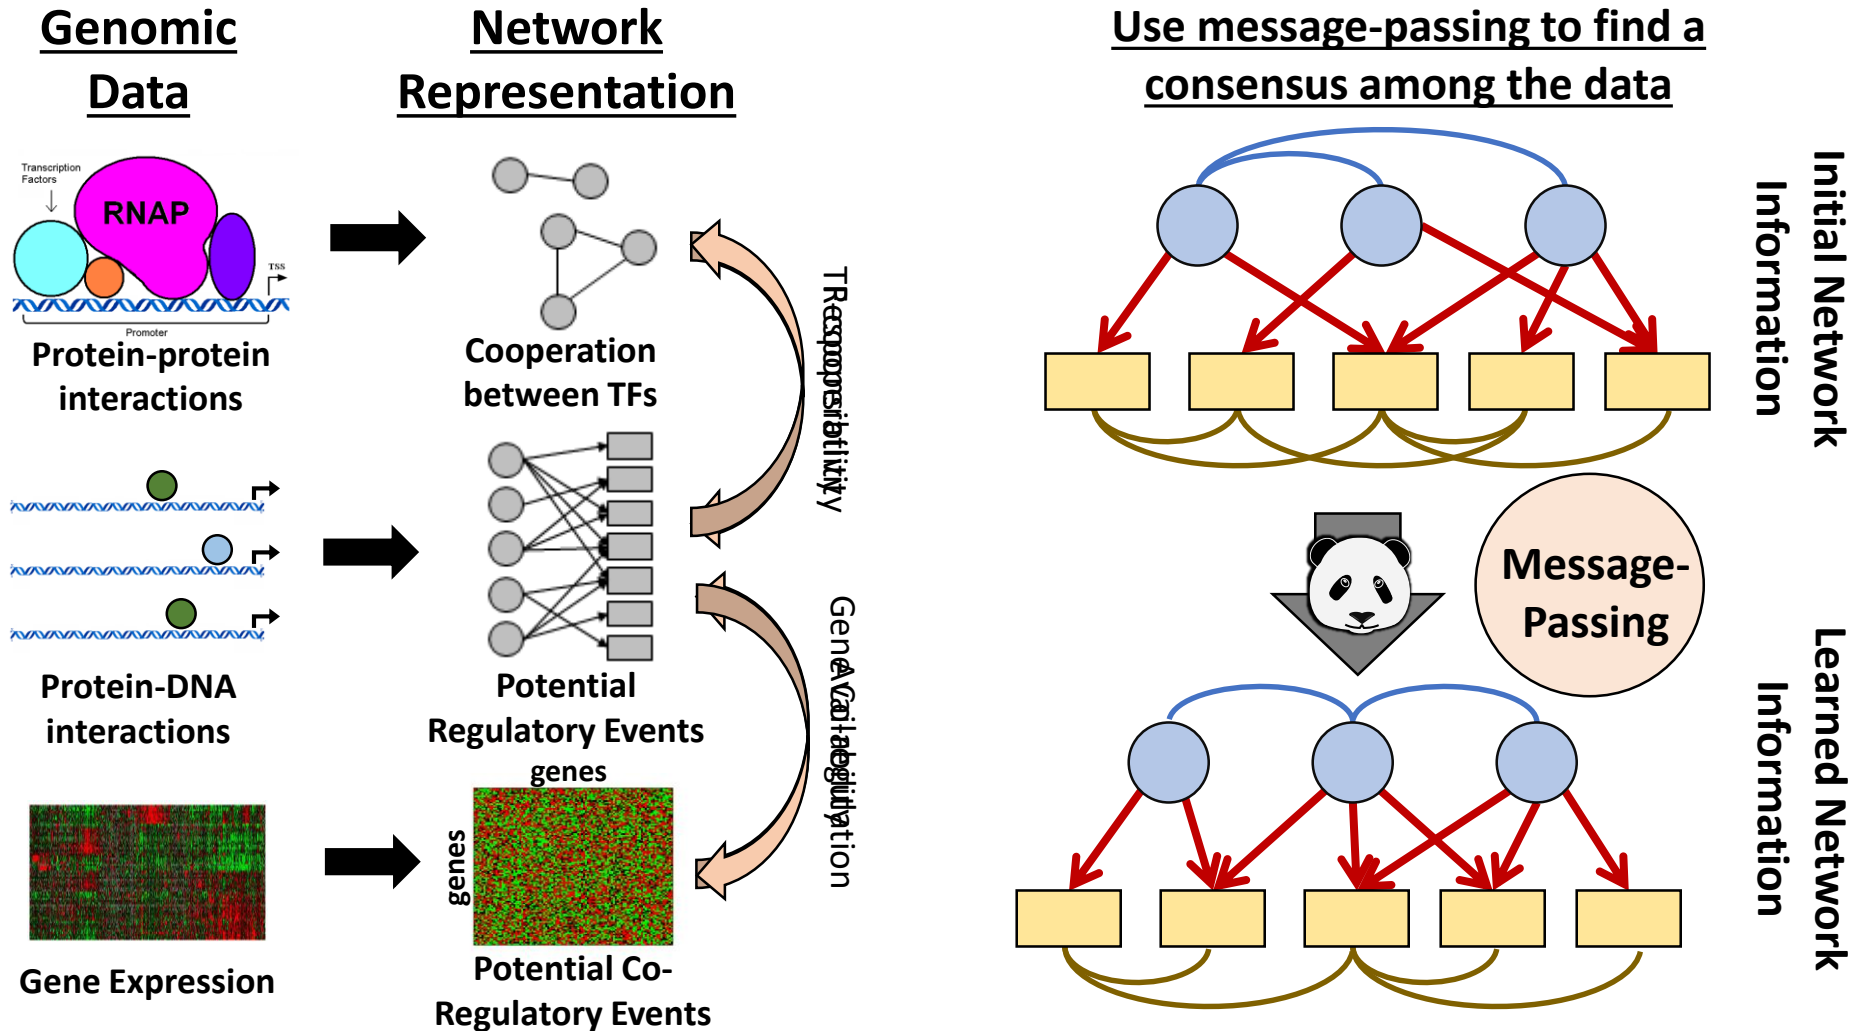 Genomic
Data
Network
Representation
Use message-passing to find a
consensus among the data
Transcription
Factors
RNAP
TSS
Promoter
Protein-protein
interactions
Cooperation
between TFs
Protein-DNA
interactions
Potential
Regulatory Events
genes
genes
Gene Expression
Potential Co-
Regulatory Events
Responsibility
Availability
Initial Network
Information
Message-
Passing
Learned Network
Information